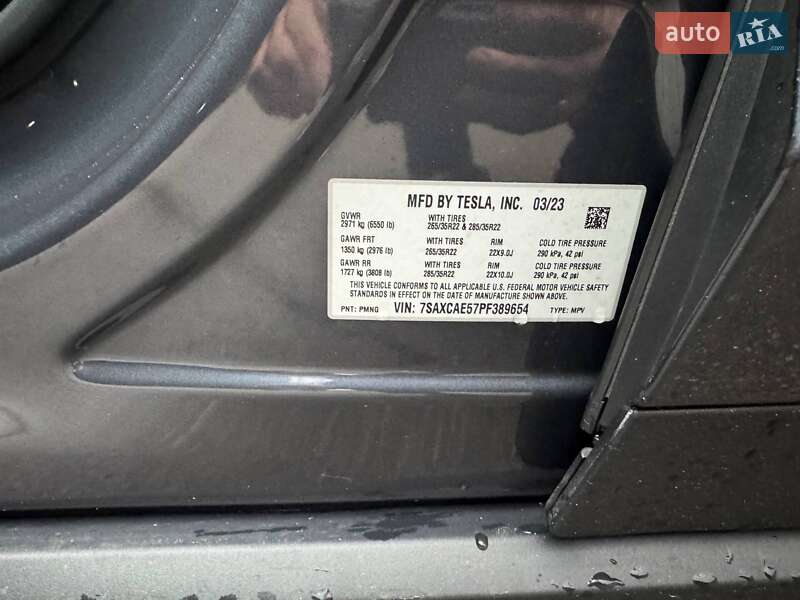 auto RIA.com
MFD BY TESLA, INC. 03/23
GVWR WITH TIRES
2971 kg (6550 lb) 265/35R22 & 285/35R22
GAWR FRT WITH TIRES RIM COLD TIRE PRESSURE
1350 kg (2976 lb) 265/35R22 22X9.0J 290 kPa, 42 psi
GAWR RR WITH TIRES RIM COLD TIRE PRESSURE
1727 kg (3808 lb) 285/35R22 22X10.0J 290 kPa, 42 psi
THIS VEHICLE CONFORMS TO ALL APPLICABLE U.S. FEDERAL MOTOR VEHICLE SAFETY
STANDARDS IN EFFECT ON THE DATE OF MANUFACTURE SHOWN ABOVE.
PNT: PMNG VIN: 7SAXCAE57PF389654 TYPE: MPV